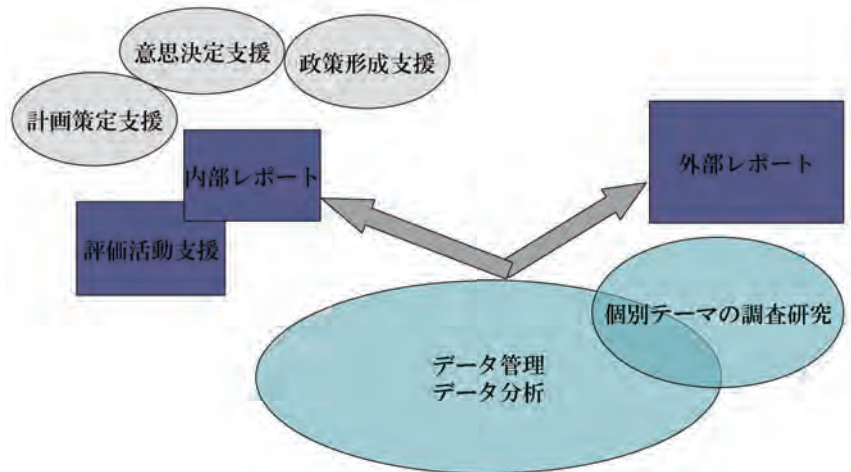 意思決定支援
政策形成支援
計画策定支援
内部レポート
外部レポート
評価活動支援
個別テーマの調査研究
データ管理
データ分析